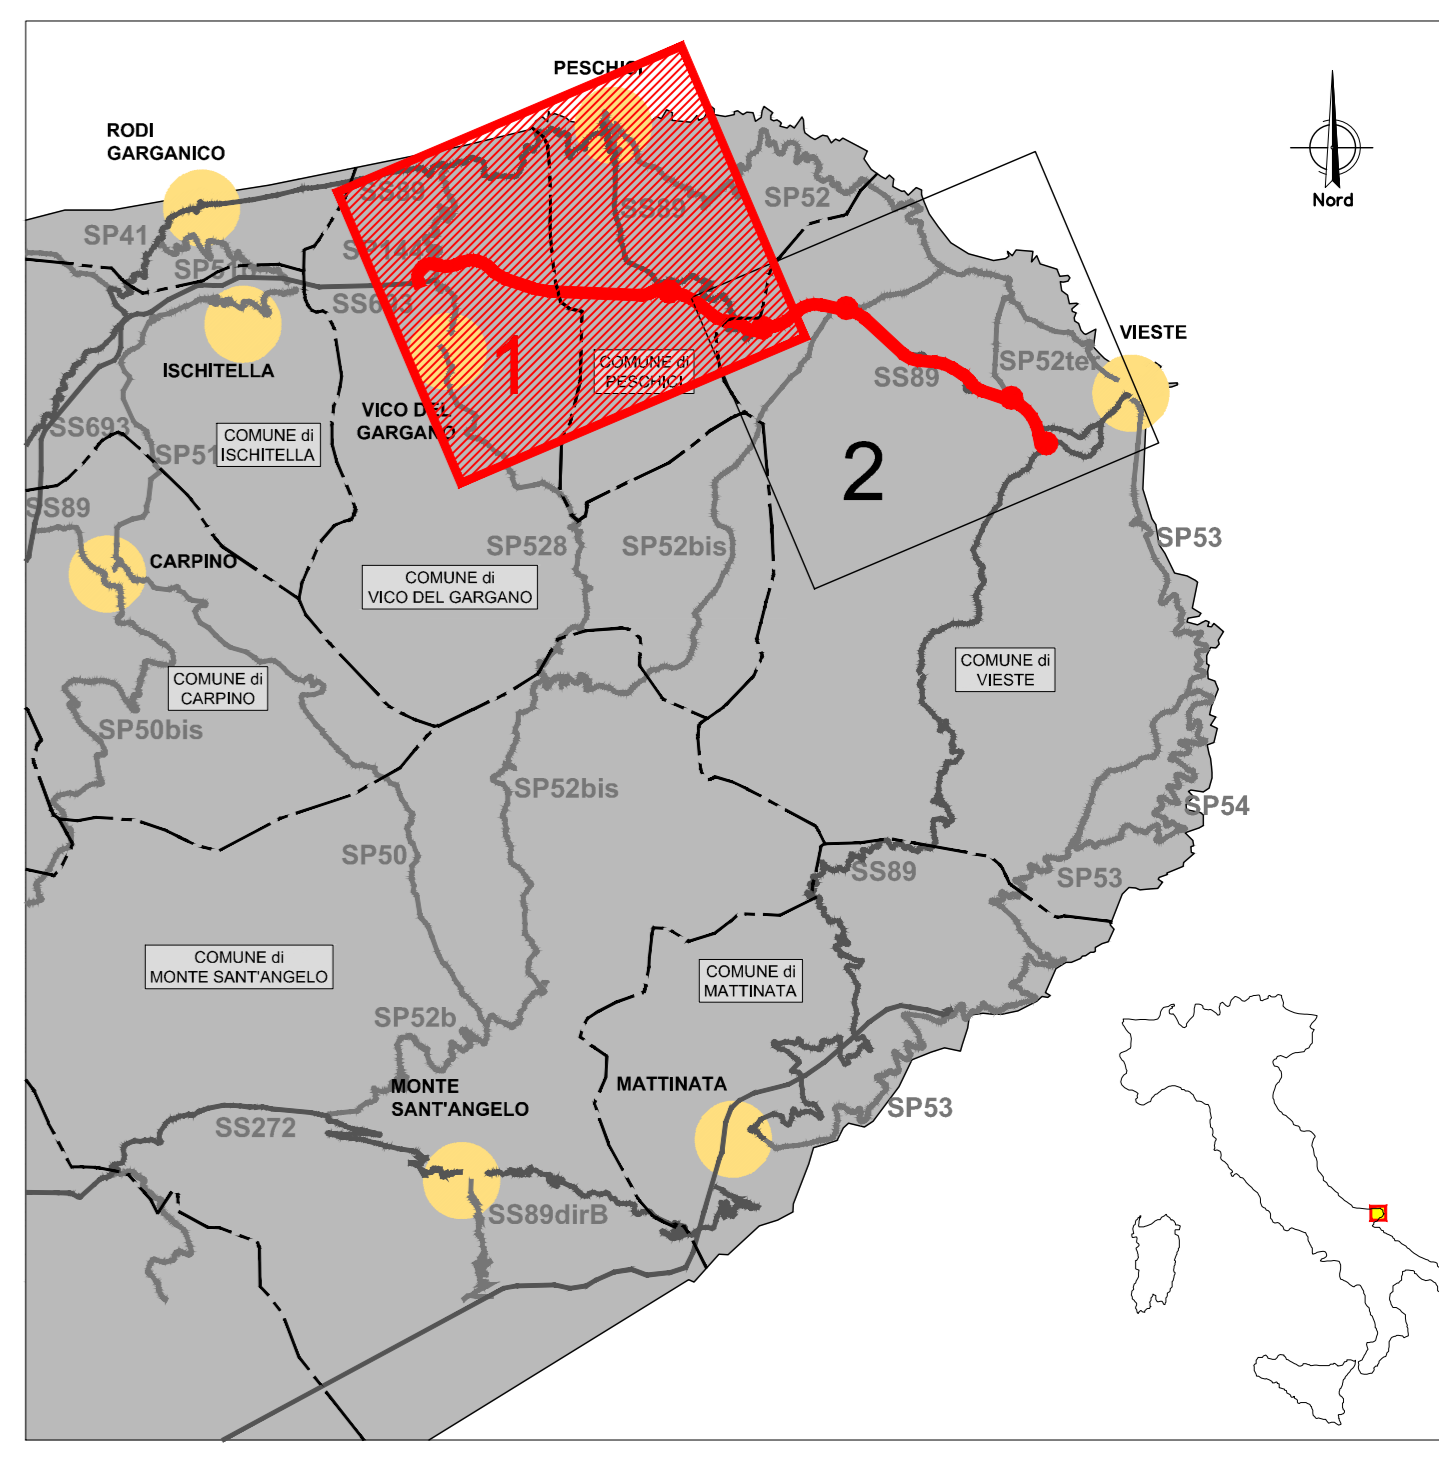 PESCHICI
RODI
GARGANICO
Nord
SS89
SP52
SS89
SP41
SP144
SS693
VIESTE
1
COMUNE di
PESCHICI
SP52ter
SS89
ISCHITELLA
VICO DEL
GARGANO
SS693
COMUNE di
ISCHITELLA
SP51
2
SS89
CARPINO
SP528
SP52bis
SP53
COMUNE di
VICO DEL GARGANO
COMUNE di
VIESTE
COMUNE di
CARPINO
SP50bis
SP52bis
SP54
SP50
SS89
SP53
COMUNE di
MONTE SANT'ANGELO
COMUNE di
MATTINATA
SP52b
MONTE
SANT'ANGELO
MATTINATA
SP53
SS272
SS89dirB